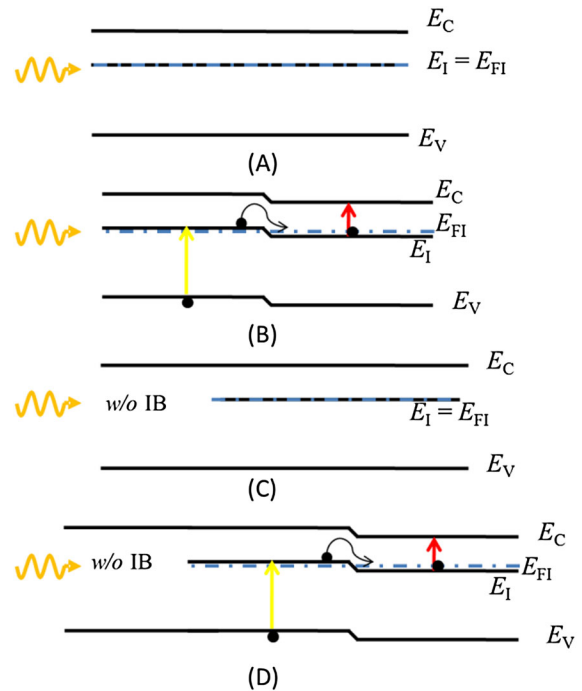 E_C
E_I = E_FI
E_V
(A)
E_C
E_FI
E_I
E_V
(B)
E_C
w/o IB
E_I = E_FI
E_V
(C)
E_C
w/o IB
E_FI
E_I
E_V
(D)